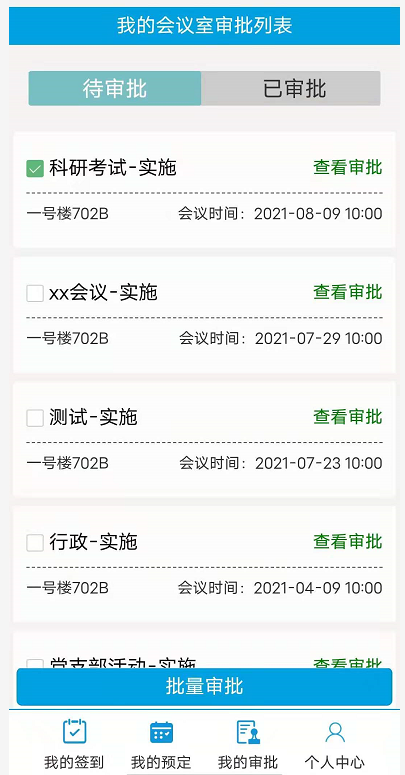 我的会议室审批列表
待审批 已审批
科研考试-实施 查看审批
一号楼702B 会议时间：2021-08-09 10:00
xx会议-实施 查看审批
一号楼702B 会议时间：2021-07-29 10:00
测试-实施 查看审批
一号楼702B 会议时间：2021-07-23 10:00
行政-实施 查看审批
一号楼702B 会议时间：2021-04-09 10:00
党支部活动-实施 查看审批
批量审批
我的签到 我的预定 我的审批 个人中心